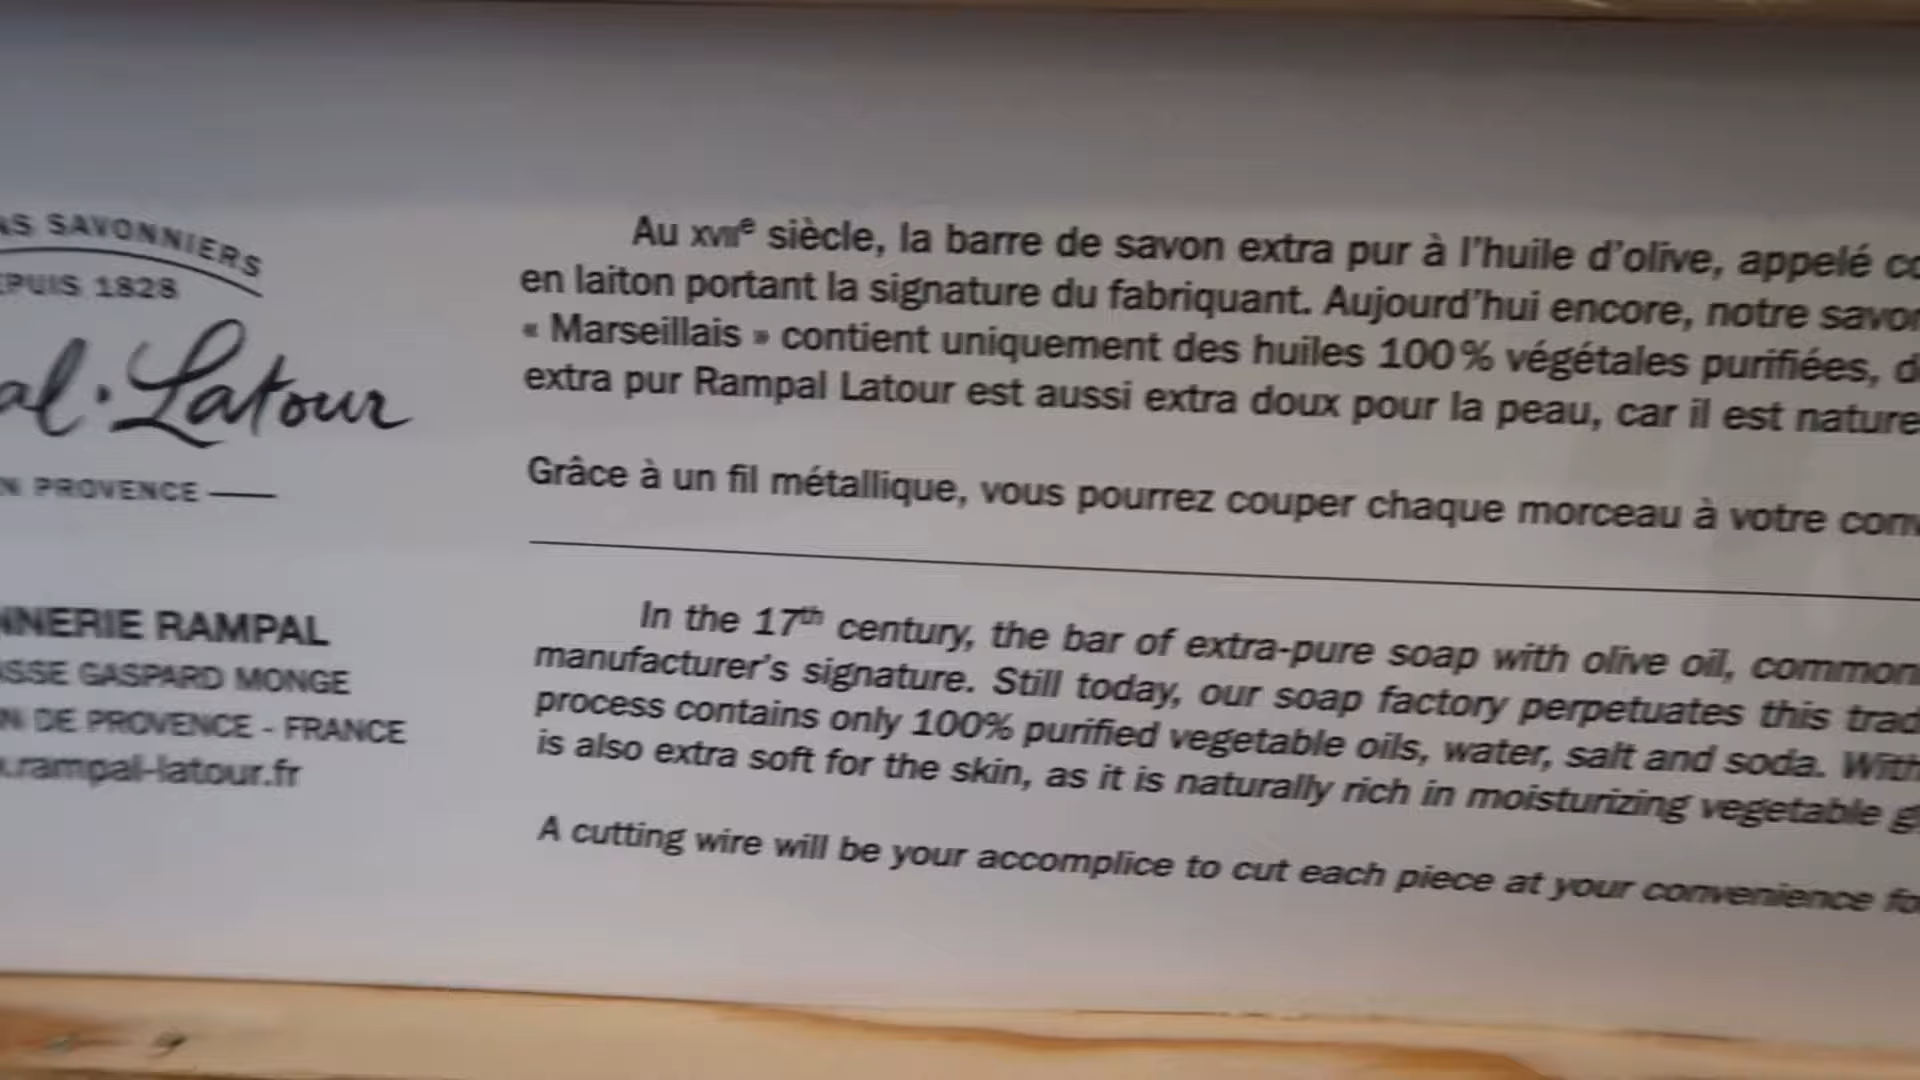 SAVONNIERS
1828
Latour
PROVENCE
RAMPAL
GASPARD MONGE
DE PROVENCE - FRANCE
rampal-latour.fr
Au XVIIe siècle, la barre de savon extra pur à l'huile d'olive, appelé
en laiton portant la signature du fabriquant. Aujourd'hui encore, notre
« Marseillais » contient uniquement des huiles 100% végétales purifiées,
extra pur Rampal Latour est aussi extra doux pour la peau, car il est
Grâce à un fil métallique, vous pourrez couper chaque morceau à votre
In the 17th century, the bar of extra-pure soap with olive oil,
manufacturer's signature. Still today, our soap factory perpetuates this
process contains only 100% purified vegetable oils, water, salt and soda.
is also extra soft for the skin, as it is naturally rich in moisturizing vegetable
A cutting wire will be your accomplice to cut each piece at your convenience